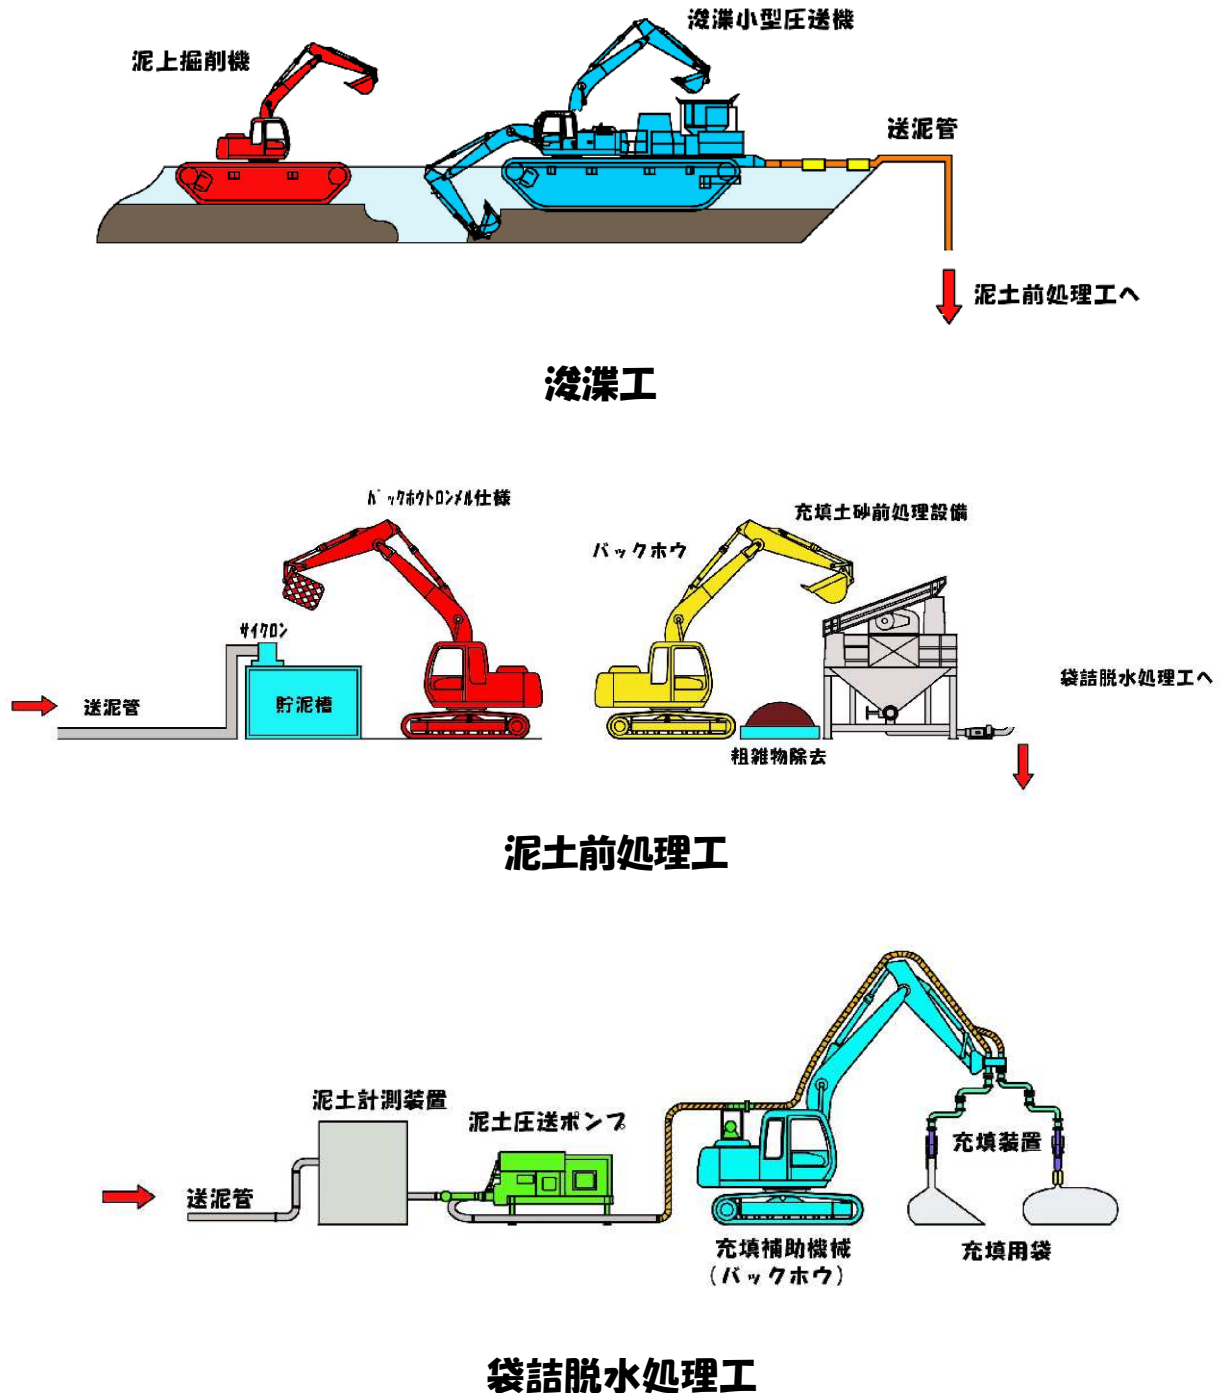 浚渫小型圧送機
泥上掘削機
送泥管
泥土前処理工へ
浚渫工
バックホウトロンメル仕様
充填土砂前処理設備
バックホウ
サイクロン
袋詰脱水処理工へ
送泥管
貯泥槽
粗雑物除去
泥土前処理工
泥土計測装置
泥土圧送ポンプ
充填装置
送泥管
充填補助機械
(バックホウ)
充填用袋
袋詰脱水処理工